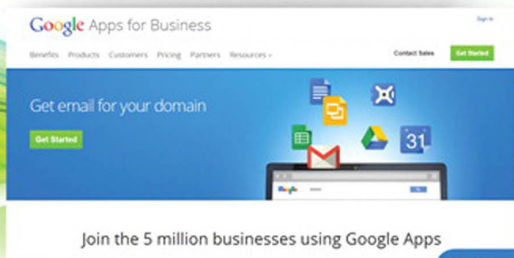 Google Apps for Business
Sign in
Benefits Products Customers Pricing Partners Resources
Contact Sales
Get Started
Get email for your domain
Get Started
31
Google
Join the 5 million businesses using Google Apps